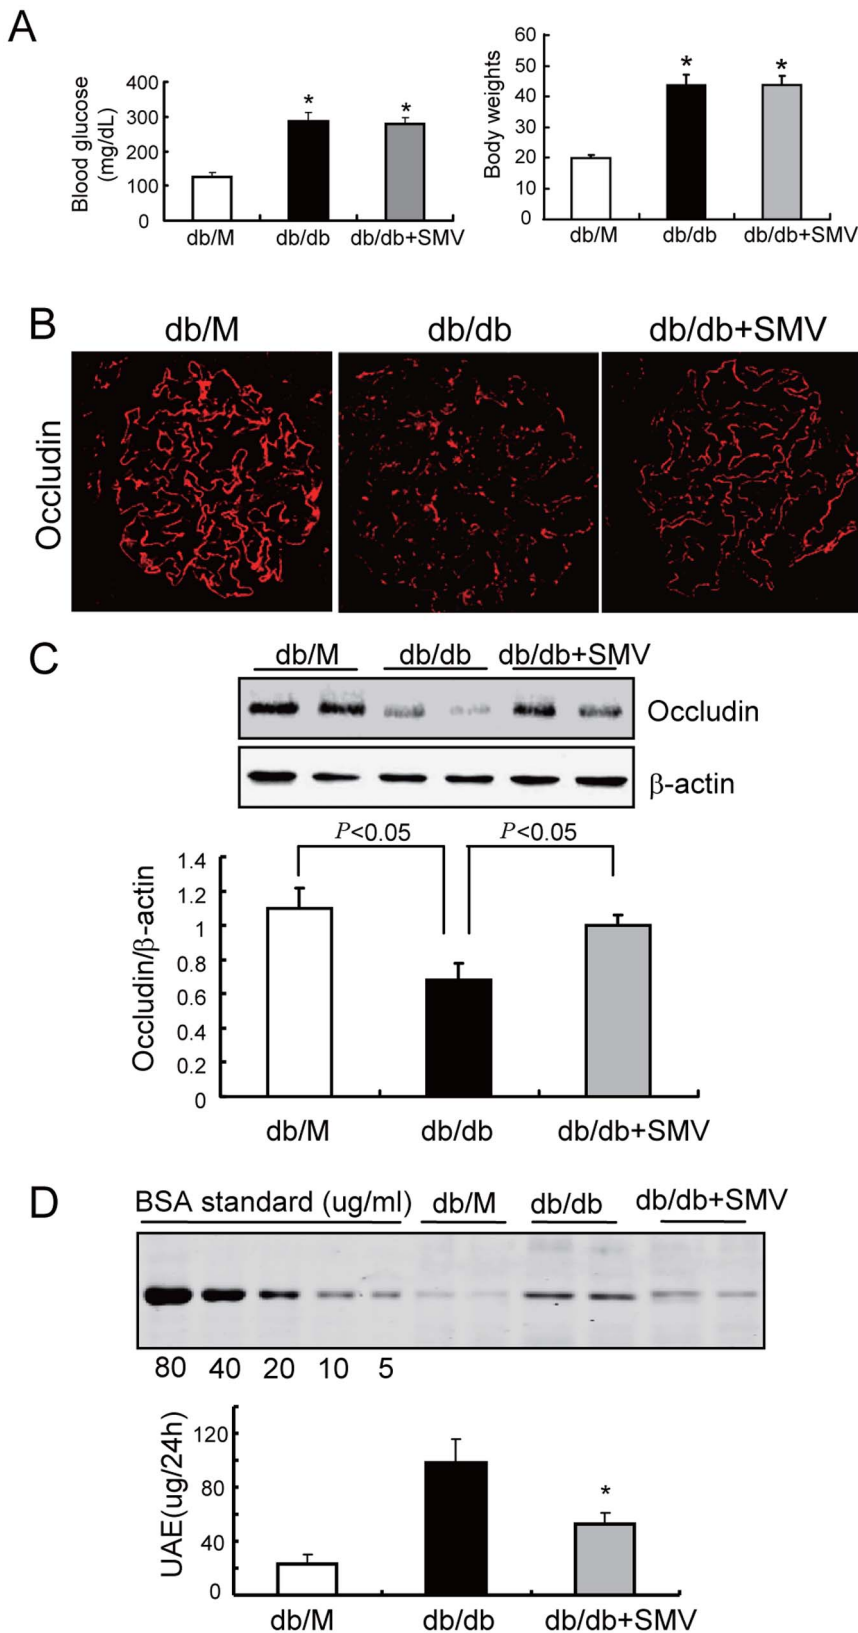 A
Blood glucose
(mg/dL)
400
300
200
100
0
*
*
db/M
db/db
db/db+SMV
Body weights
60
50
40
30
20
10
0
*
*
db/M
db/db
db/db+SMV
B
db/M
db/db
db/db+SMV
Occludin
C
db/M
db/db
db/db+SMV
Occludin
β-actin
P<0.05
P<0.05
Occludin/β-actin
1.4
1.2
1
0.8
0.6
0.4
0.2
0
db/M
db/db
db/db+SMV
D
BSA standard (ug/ml)
db/M
db/db
db/db+SMV
80
40
20
10
5
UAE(ug/24h)
120
80
40
0
*
db/M
db/db
db/db+SMV